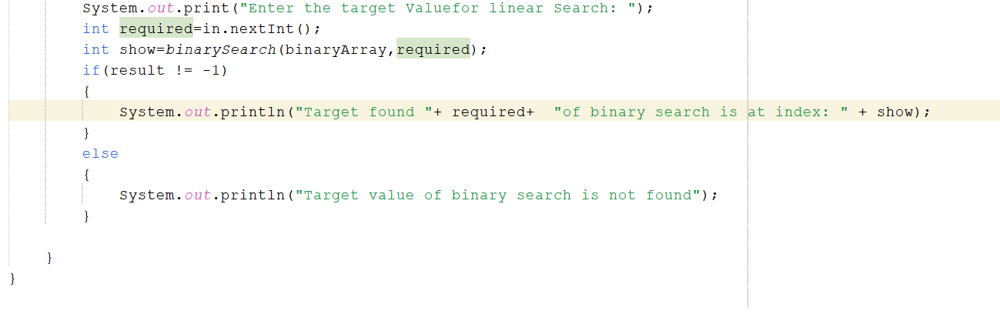 System.out.print("Enter the target Valuefor linear Search: ");
int required=in.nextInt();
int show=binarySearch(binaryArray,required);
if(result != -1)
{
System.out.println("Target found "+ required+  "of binary search is at index: " + show);
}
else
{
System.out.println("Target value of binary search is not found");
}
}
}